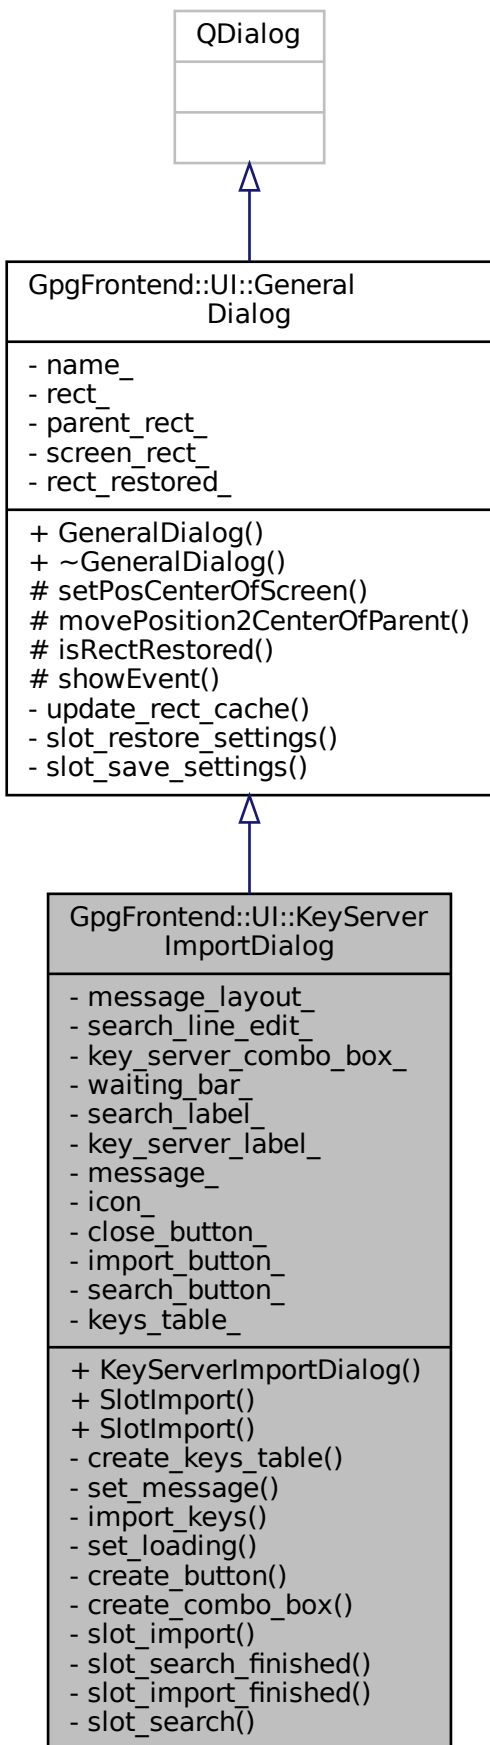 QDialog
GpgFrontend::UI::General
Dialog
- name_
- rect_
- parent_rect_
- screen_rect_
- rect_restored_
+ GeneralDialog()
+ ~GeneralDialog()
# setPosCenterOfScreen()
# movePosition2CenterOfParent()
# isRectRestored()
# showEvent()
- update_rect_cache()
- slot_restore_settings()
- slot_save_settings()
GpgFrontend::UI::KeyServer
ImportDialog
- message_layout_
- search_line_edit_
- key_server_combo_box_
- waiting_bar_
- search_label_
- key_server_label_
- message_
- icon_
- close_button_
- import_button_
- search_button_
- keys_table_
+ KeyServerImportDialog()
+ SlotImport()
+ SlotImport()
- create_keys_table()
- set_message()
- import_keys()
- set_loading()
- create_button()
- create_combo_box()
- slot_import()
- slot_search_finished()
- slot_import_finished()
- slot_search()